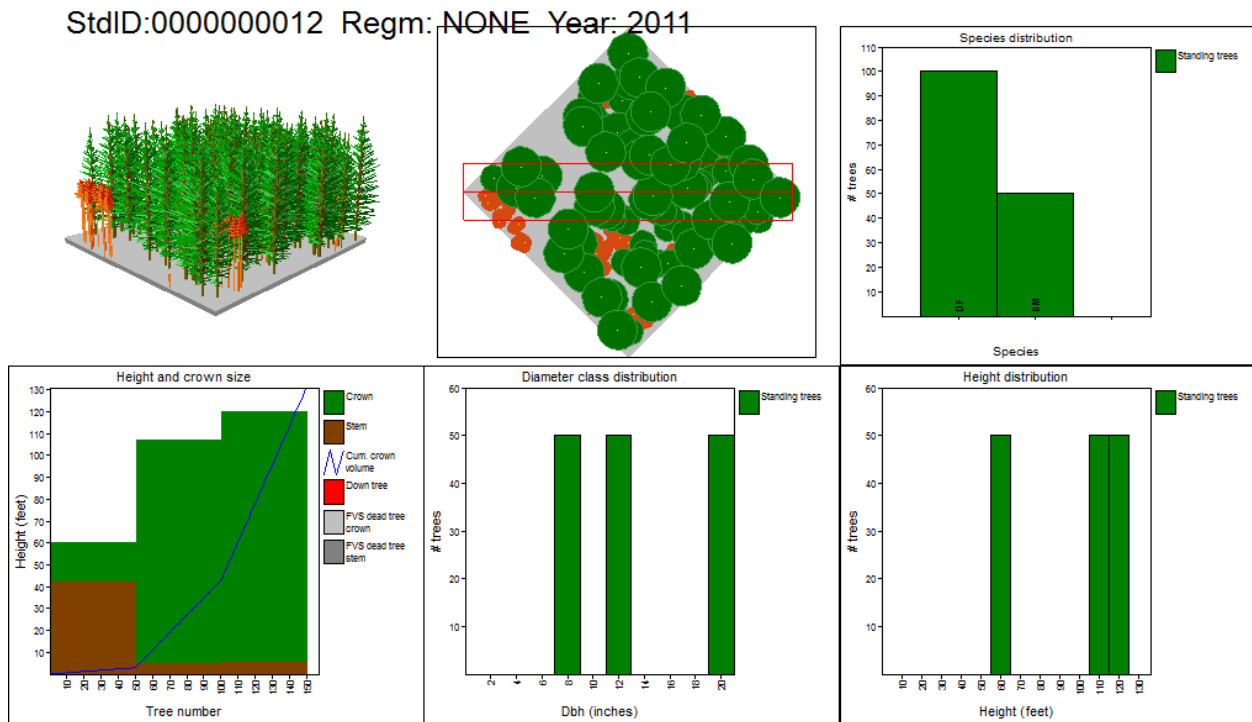 StdID:0000000012 Regm: NONE Year: 2011
Species distribution
110
100
90
80
70
60
50
40
30
20
10
# trees
DF
BM
Species
Standing trees
Height and crown size
130
120
110
100
90
80
70
60
50
40
30
20
10
Height (feet)
10 20 30 40 50 60 70 80 90 100 110 120 130 140 150
Tree number
Crown
Stem
Cum. crown
volume
Down tree
FVS dead tree
crown
FVS dead tree
stem
Diameter class distribution
60
50
40
30
20
10
# trees
2 4 6 8 10 12 14 16 18 20
Dbh (inches)
Standing trees
Height distribution
60
50
40
30
20
10
# trees
10 20 30 40 50 60 70 80 90 100 110 120 130
Height (feet)
Standing trees